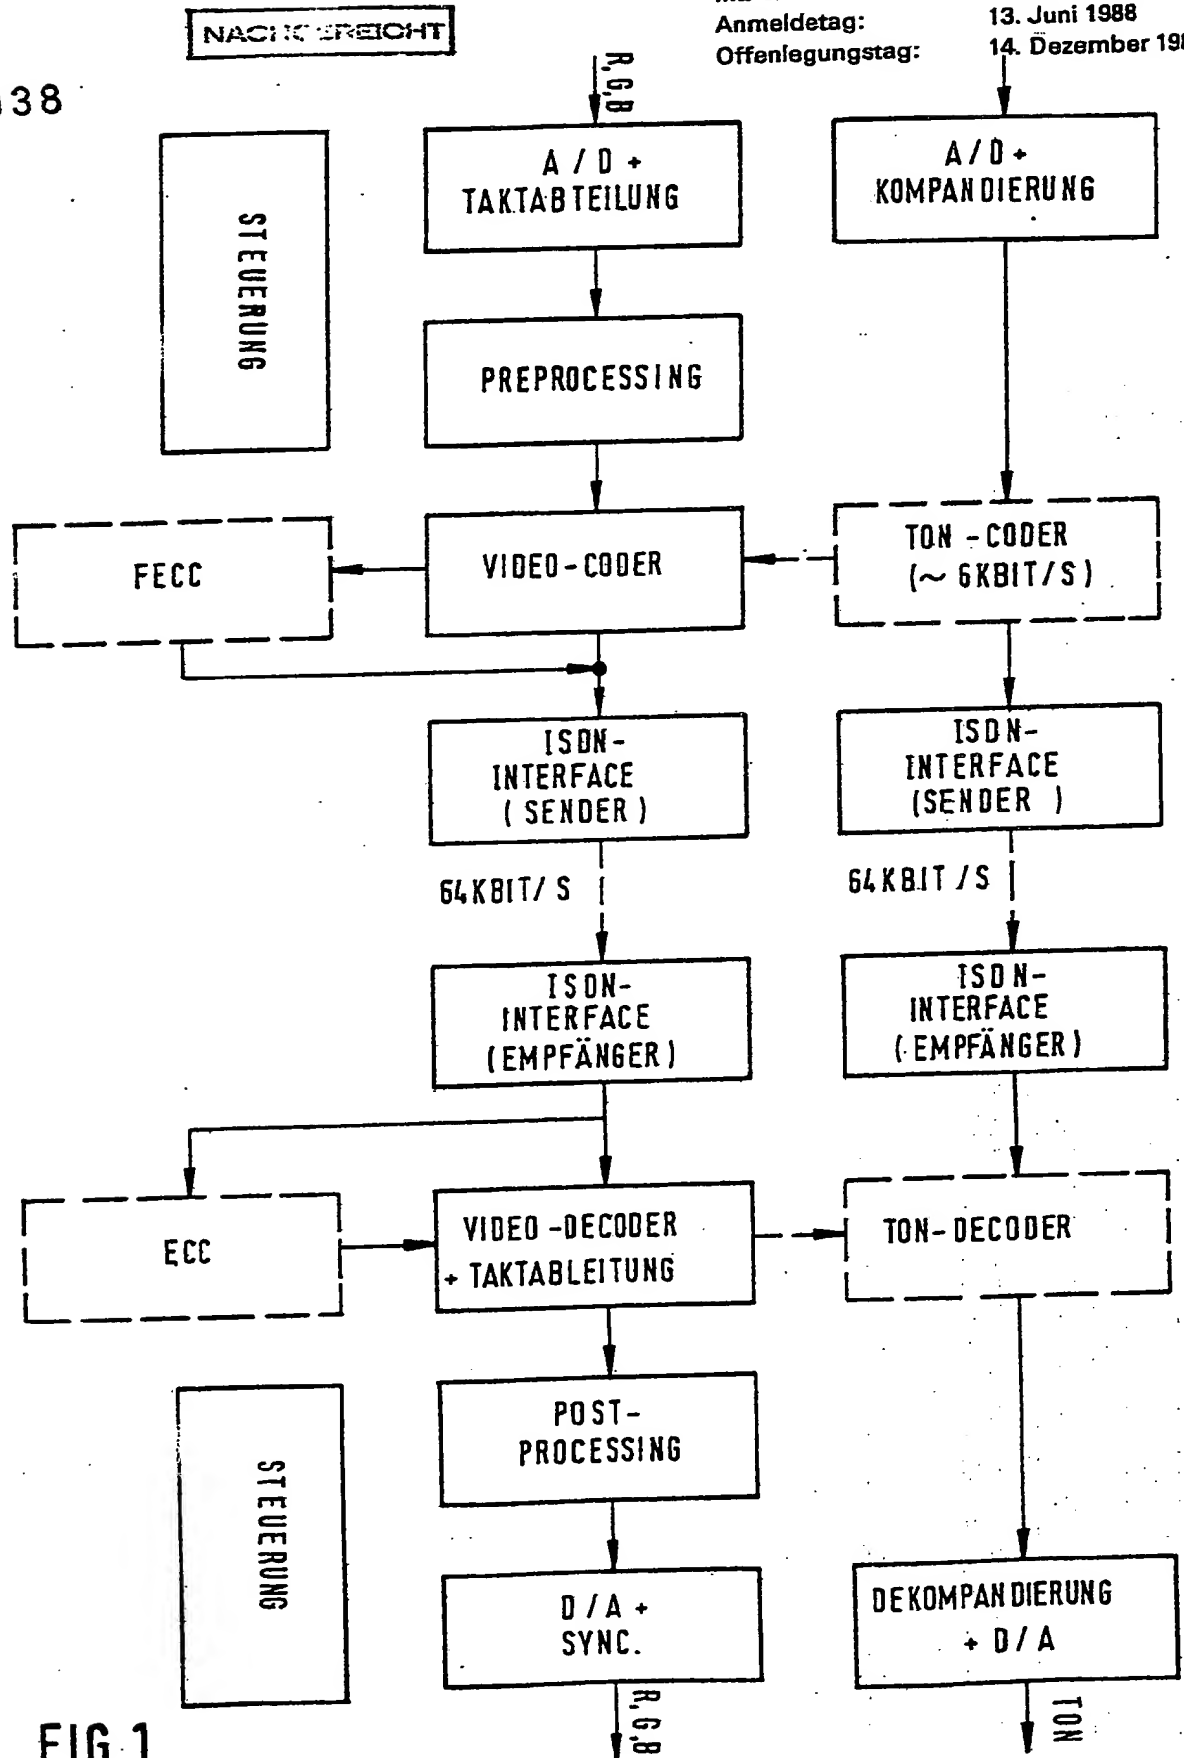 Anmeldetag: 13. Juni 1988
Offenlegungstag: 14. Dezember
38
R,G,B
A/D +
TAKTABTEILUNG
A/D +
KOMPANDIERUNG
STEUERUNG
PREPROCESSING
FECC
VIDEO-CODER
TON-CODER
(~ 6KBIT/S)
ISDN-
INTERFACE
(SENDER)
ISDN-
INTERFACE
(SENDER)
64KBIT/S
64KBIT/S
ISDN-
INTERFACE
(EMPFÄNGER)
ISDN-
INTERFACE
(EMPFÄNGER)
ECC
VIDEO-DECODER
+ TAKTABLEITUNG
TON-DECODER
STEUERUNG
POST-
PROCESSING
D/A +
SYNC.
DEKOMPANDIERUNG
+ D/A
R,G,B
TON
FIG.1